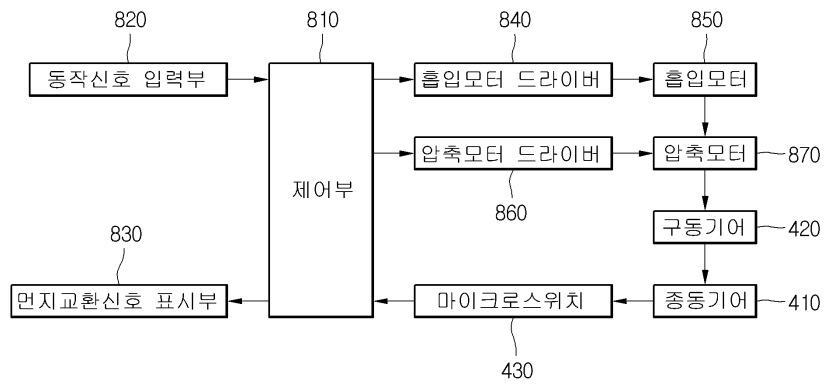 820
810
840
850
동작신호 입력부
흡입모터 드라이버
흡입모터
압축모터 드라이버
압축모터
870
제어부
860
구동기어
420
830
먼지교환신호 표시부
마이크로스위치
종동기어
410
430